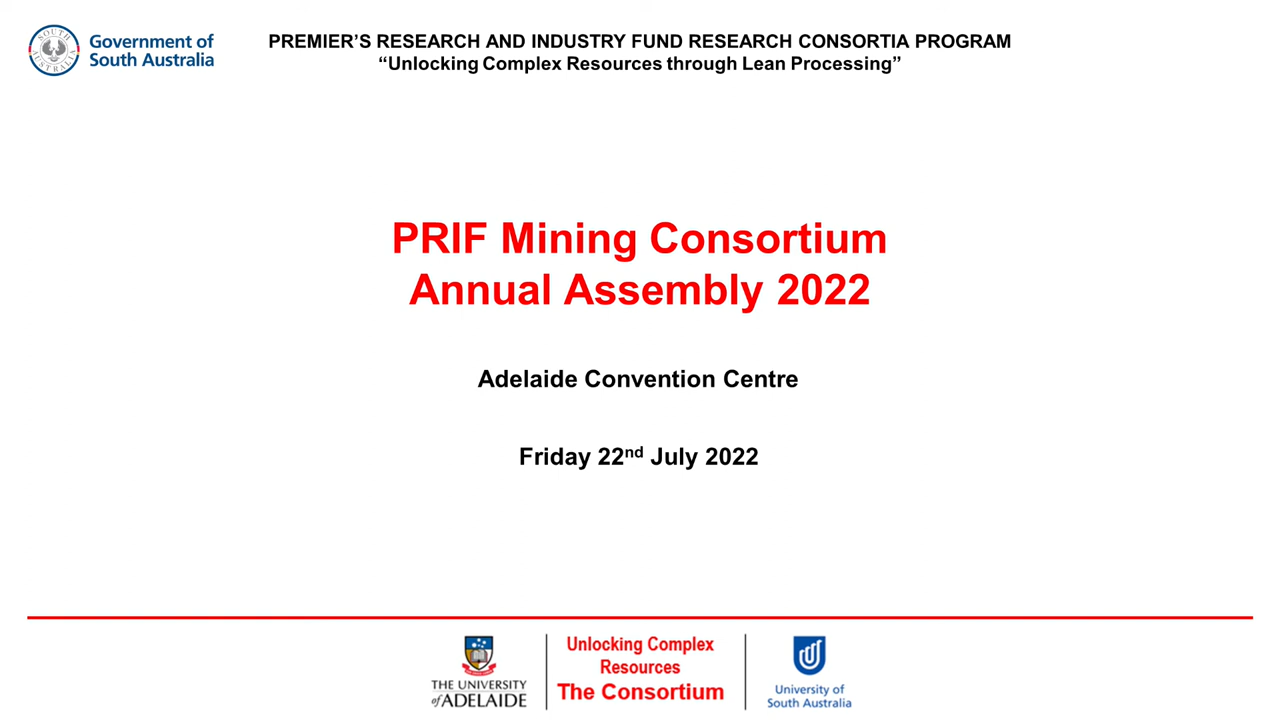 Government of
South Australia
PREMIER’S RESEARCH AND INDUSTRY FUND RESEARCH CONSORTIA PROGRAM
“Unlocking Complex Resources through Lean Processing”
PRIF Mining Consortium
Annual Assembly 2022
Adelaide Convention Centre
Friday 22nd July 2022
THE UNIVERSITY
of ADELAIDE
Unlocking Complex
Resources
The Consortium
University of
South Australia